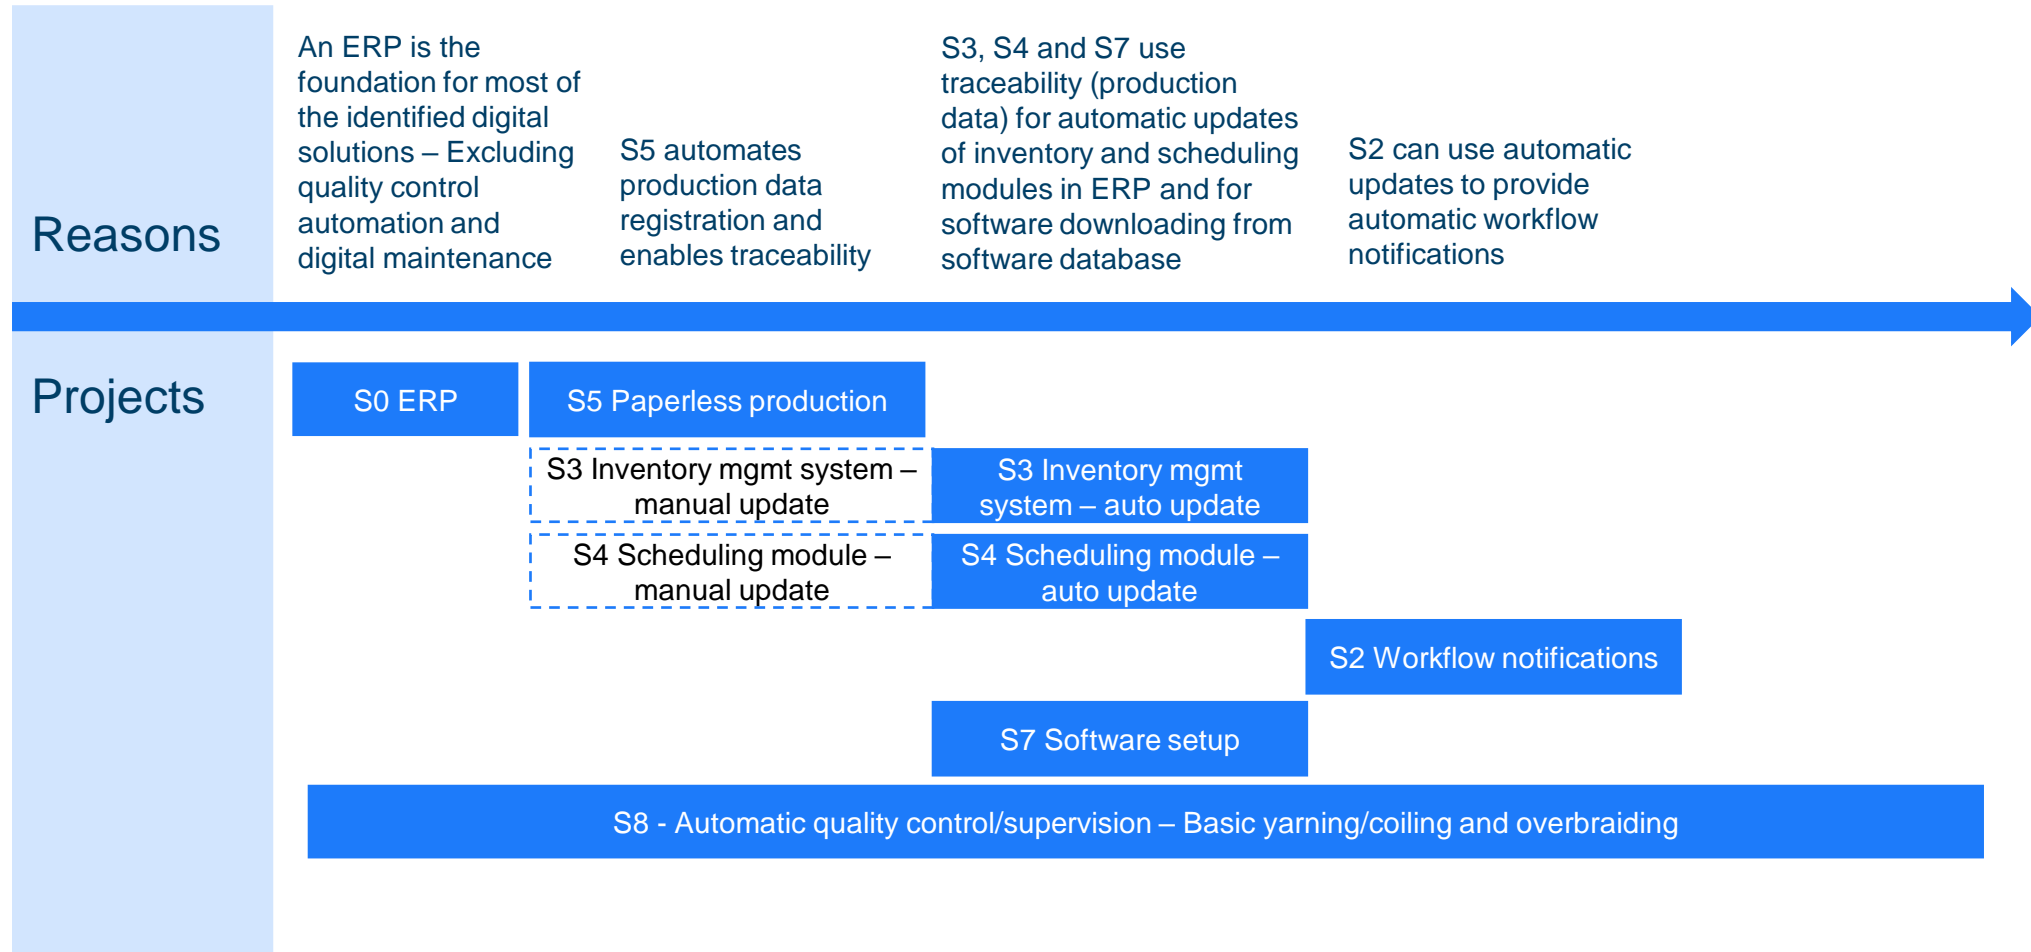 Reasons
An ERP is the
foundation for most of
the identified digital
solutions – Excluding
quality control
automation and
digital maintenance
S5 automates
production data
registration and
enables traceability
S3, S4 and S7 use
traceability (production
data) for automatic updates
of inventory and scheduling
modules in ERP and for
software downloading from
software database
S2 can use automatic
updates to provide
automatic workflow
notifications
Projects
S0 ERP
S5 Paperless production
S3 Inventory mgmt system –
manual update
S3 Inventory mgmt
system – auto update
S4 Scheduling module –
manual update
S4 Scheduling module –
auto update
S2 Workflow notifications
S7 Software setup
S8 - Automatic quality control/supervision – Basic yarning/coiling and overbraiding